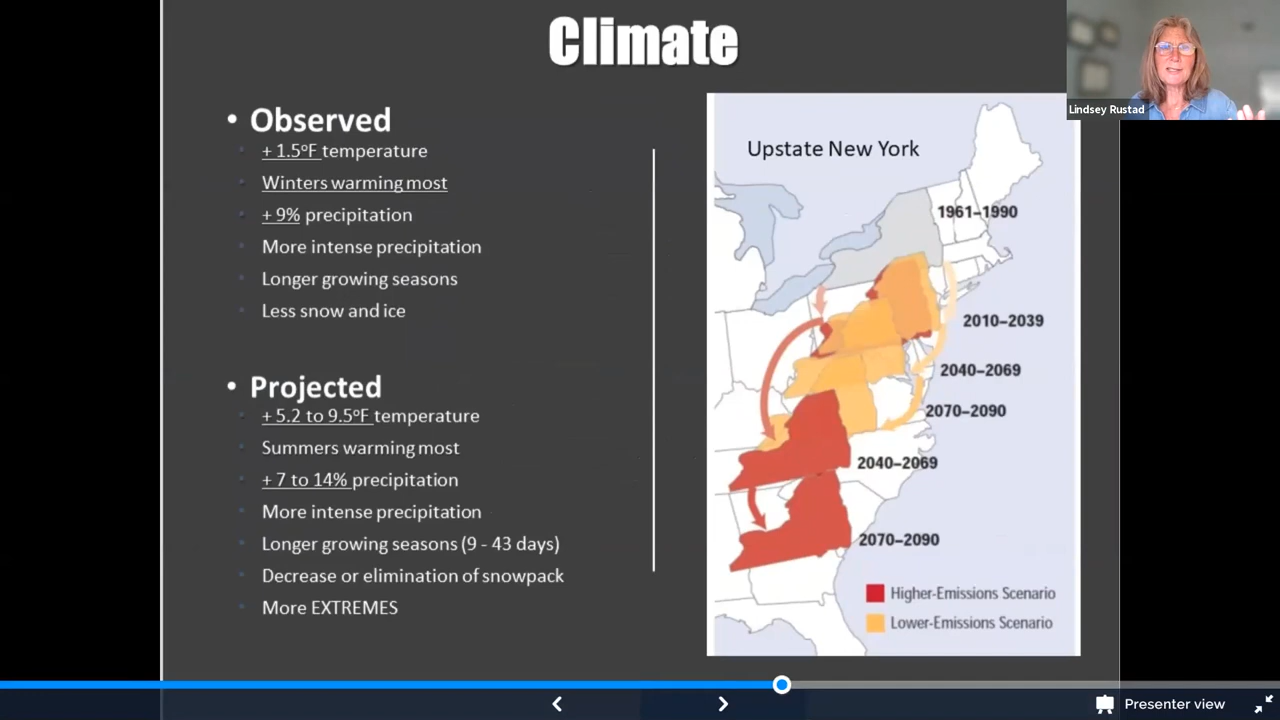 Climate
Lindsey Rustad
• Observed
+ 1.5°F temperature
Winters warming most
+ 9% precipitation
More intense precipitation
Longer growing seasons
Less snow and ice
• Projected
+ 5.2 to 9.5°F temperature
Summers warming most
+ 7 to 14% precipitation
More intense precipitation
Longer growing seasons (9 - 43 days)
Decrease or elimination of snowpack
More EXTREMES
Upstate New York
1961–1990
2010–2039
2040–2069
2070–2090
2040–2069
2070–2090
Higher-Emissions Scenario
Lower-Emissions Scenario
Presenter view